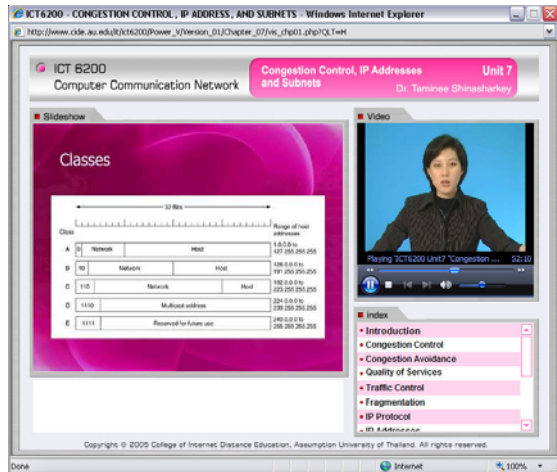 ICT6200 - CONGESTION CONTROL, IP ADDRESS, AND SUBNETS - Windows Internet Explorer
http://www.cide.au.edu/it/ict6200/Power_V/Version_01/Chapter_07/vis_chp01.php?QLT=H
ICT 6200
Computer Communication Network
Congestion Control, IP Addresses and Subnets
Unit 7
Dr. Taminee Shinasharkey
Slideshow
Classes
32 Bits
Class
Range of host addresses
A 0 Network Host 1.0.0.0 to 127.255.255.255
B 10 Network Host 128.0.0.0 to 191.255.255.255
C 110 Network Host 192.0.0.0 to 223.255.255.255
D 1110 Multicast address 224.0.0.0 to 239.255.255.255
E 1111 Reserved for future use 240.0.0.0 to 255.255.255.255
Video
Playing 'ICT6200 Unit7 "Congestion ... 52:10
index
Introduction
Congestion Control
Congestion Avoidance
Quality of Services
Traffic Control
Fragmentation
IP Protocol
IP Addresses
Copyright © 2005 College of Internet Distance Education, Assumption University of Thailand. All rights reserved.
Done
Internet
100%